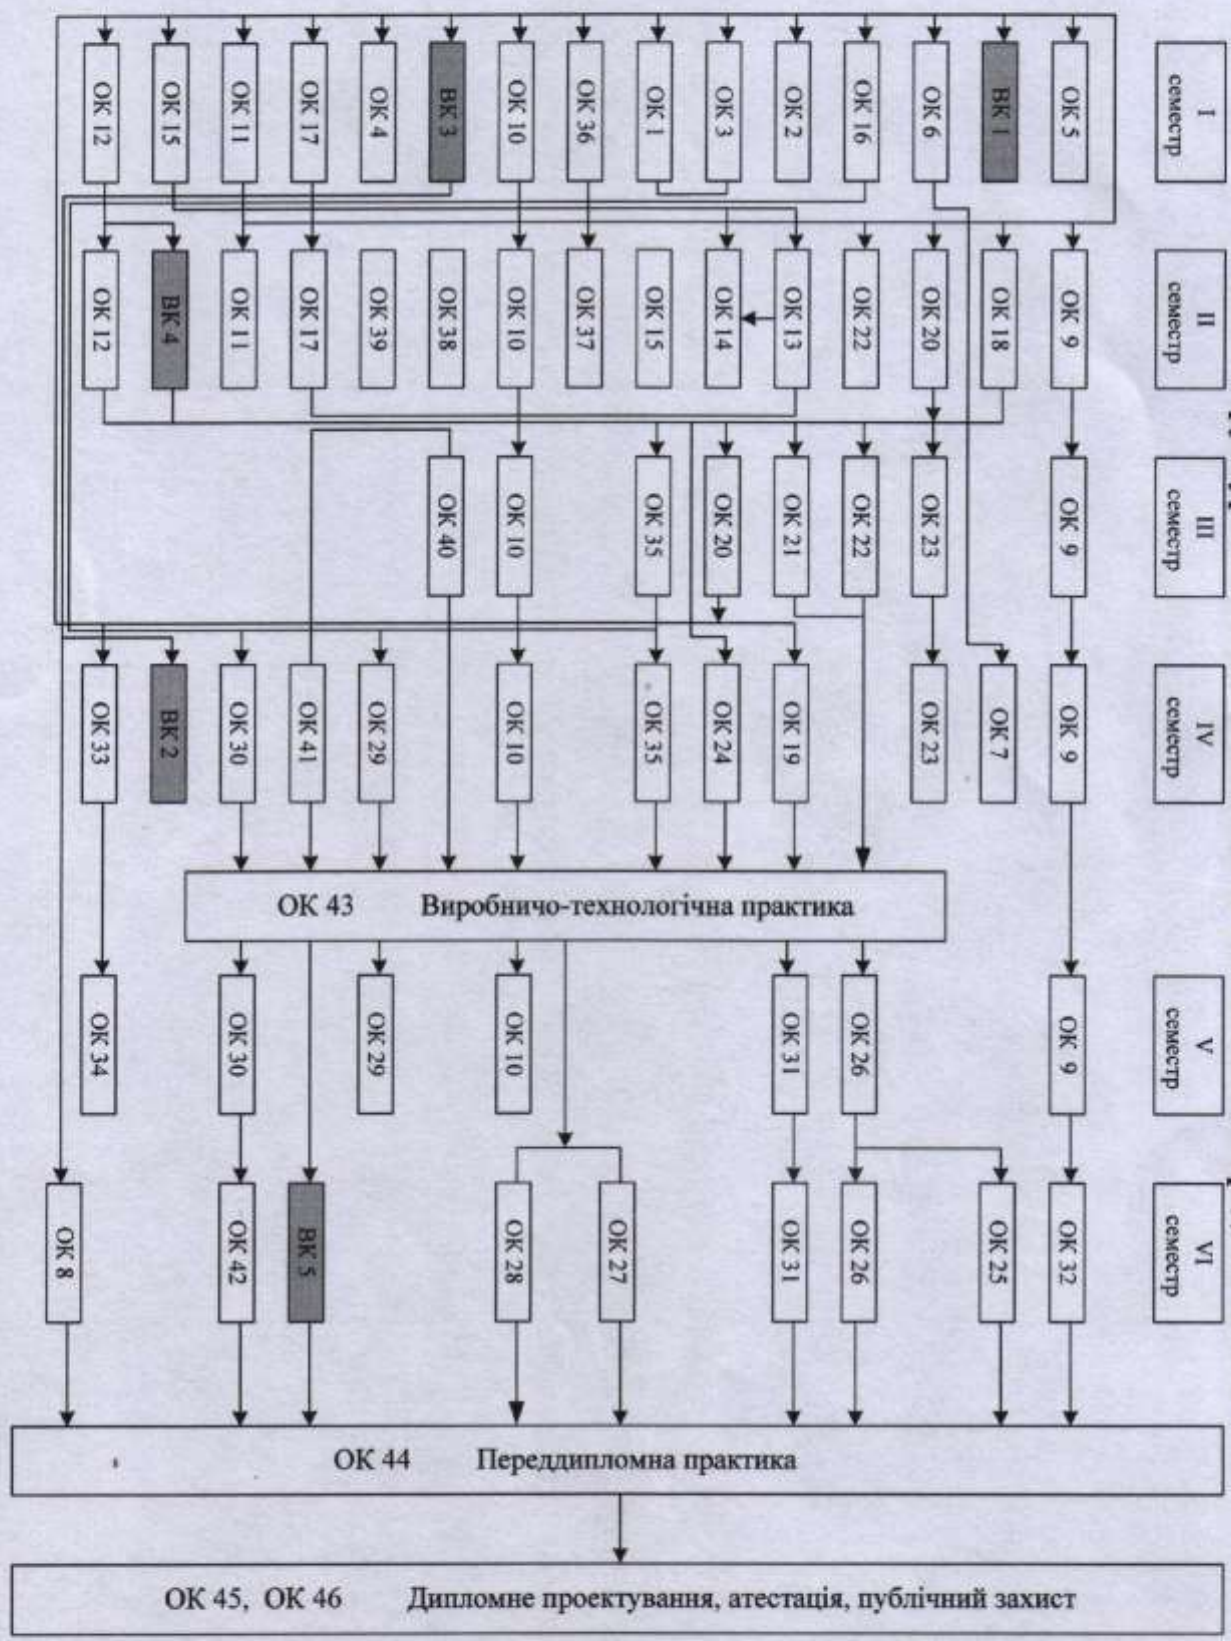 I
семестр
ОК 12
ОК 15
ОК 11
ОК 17
ОК 4
ВК 3
ОК 10
ОК 36
ОК 1
ОК 3
ОК 2
ОК 16
ОК 6
ВК 1
ОК 5
II
семестр
ОК 12
ВК 4
ОК 11
ОК 17
ОК 39
ОК 38
ОК 10
ОК 37
ОК 15
ОК 14
ОК 13
ОК 22
ОК 20
ОК 18
ОК 9
III
семестр
ОК 40
ОК 10
ОК 35
ОК 20
ОК 21
ОК 22
ОК 23
ОК 9
IV
семестр
ОК 33
ВК 2
ОК 30
ОК 41
ОК 29
ОК 10
ОК 35
ОК 24
ОК 19
ОК 23
ОК 7
ОК 9
ОК 43 Виробничо-технологічна практика
V
семестр
ОК 34
ОК 30
ОК 29
ОК 10
ОК 31
ОК 26
ОК 9
VI
семестр
ОК 8
ОК 42
ВК 5
ОК 28
ОК 27
ОК 31
ОК 26
ОК 25
ОК 32
ОК 44 Переддипломна практика
ОК 45, ОК 46 Дипломне проектування, атестація, публічний захист